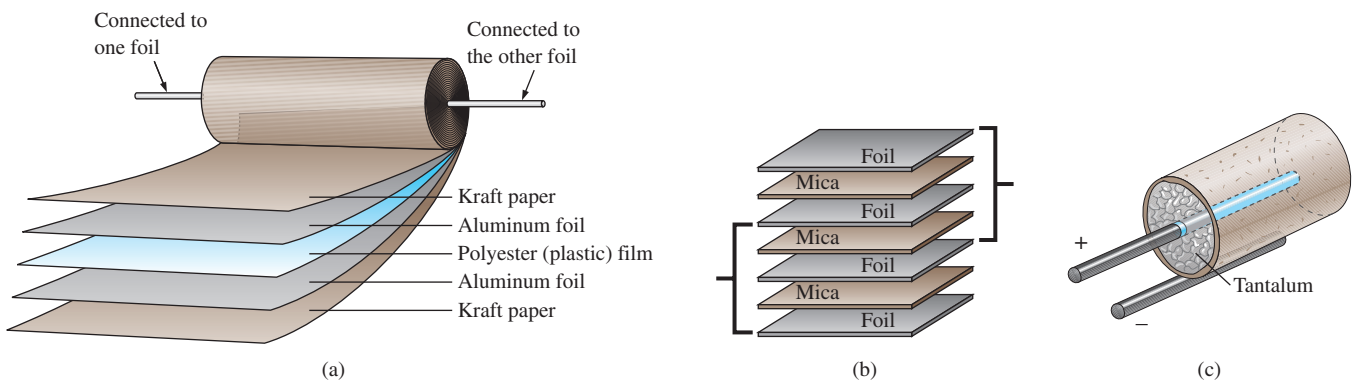 Connected to
one foil
Connected to
the other foil
Kraft paper
Aluminum foil
Polyester (plastic) film
Aluminum foil
Kraft paper
(a)
Foil
Mica
Foil
Mica
Foil
Mica
Foil
(b)
+
Tantalum
–
(c)